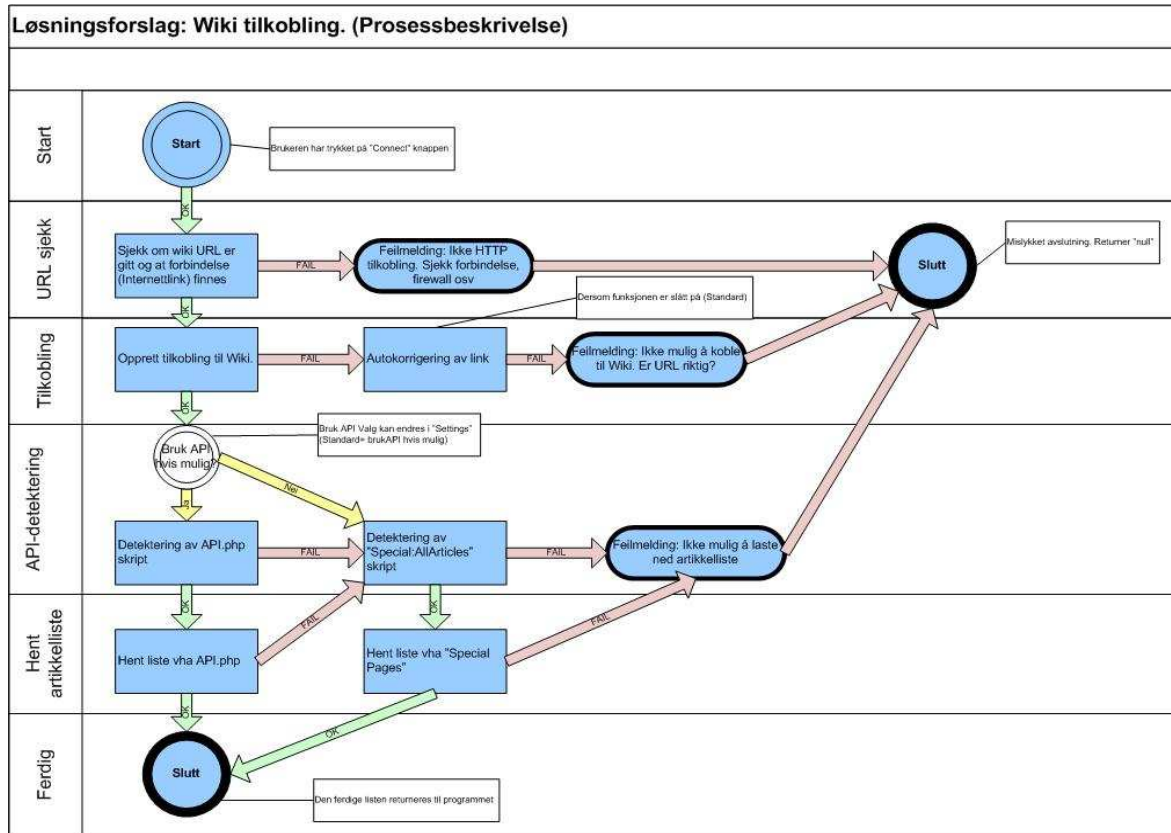 Løsningsforslag: Wiki tilkobling. (Prosessbeskrivelse)
Start
Start
Brukeren har trykket på "Connect" knappen
OK
URL sjekk
Sjekk om wiki URL er
gitt og at forbindelse
(Internettlink) finnes
FAIL
Feilmelding: Ikke HTTP
tilkobling. Sjekk forbindelse,
firewall osv
Slutt
Mislykket avslutning. Returner "null"
OK
Dersom funksjonen er slått på (Standard)
Tilkobling
Opprett tilkobling til Wiki.
FAIL
Autokorrigering av link
FAIL
Feilmelding: Ikke mulig å koble
til Wiki. Er URL riktig?
OK
API-detektering
Bruk API
hvis mulig?
Bruk API Valg kan endres i "Settings"
(Standard= brukAPI hvis mulig)
Ja
Nei
Detektering av API.php
skript
FAIL
Detektering av
"Special:AllArticles"
skript
FAIL
Feilmelding: Ikke mulig å laste
ned artikkelliste
OK
OK
Hent
artikkelliste
Hent liste vha API.php
FAIL
Hent liste vha "Special
Pages"
FAIL
OK
OK
Ferdig
Slutt
Den ferdige listen returneres til programmet